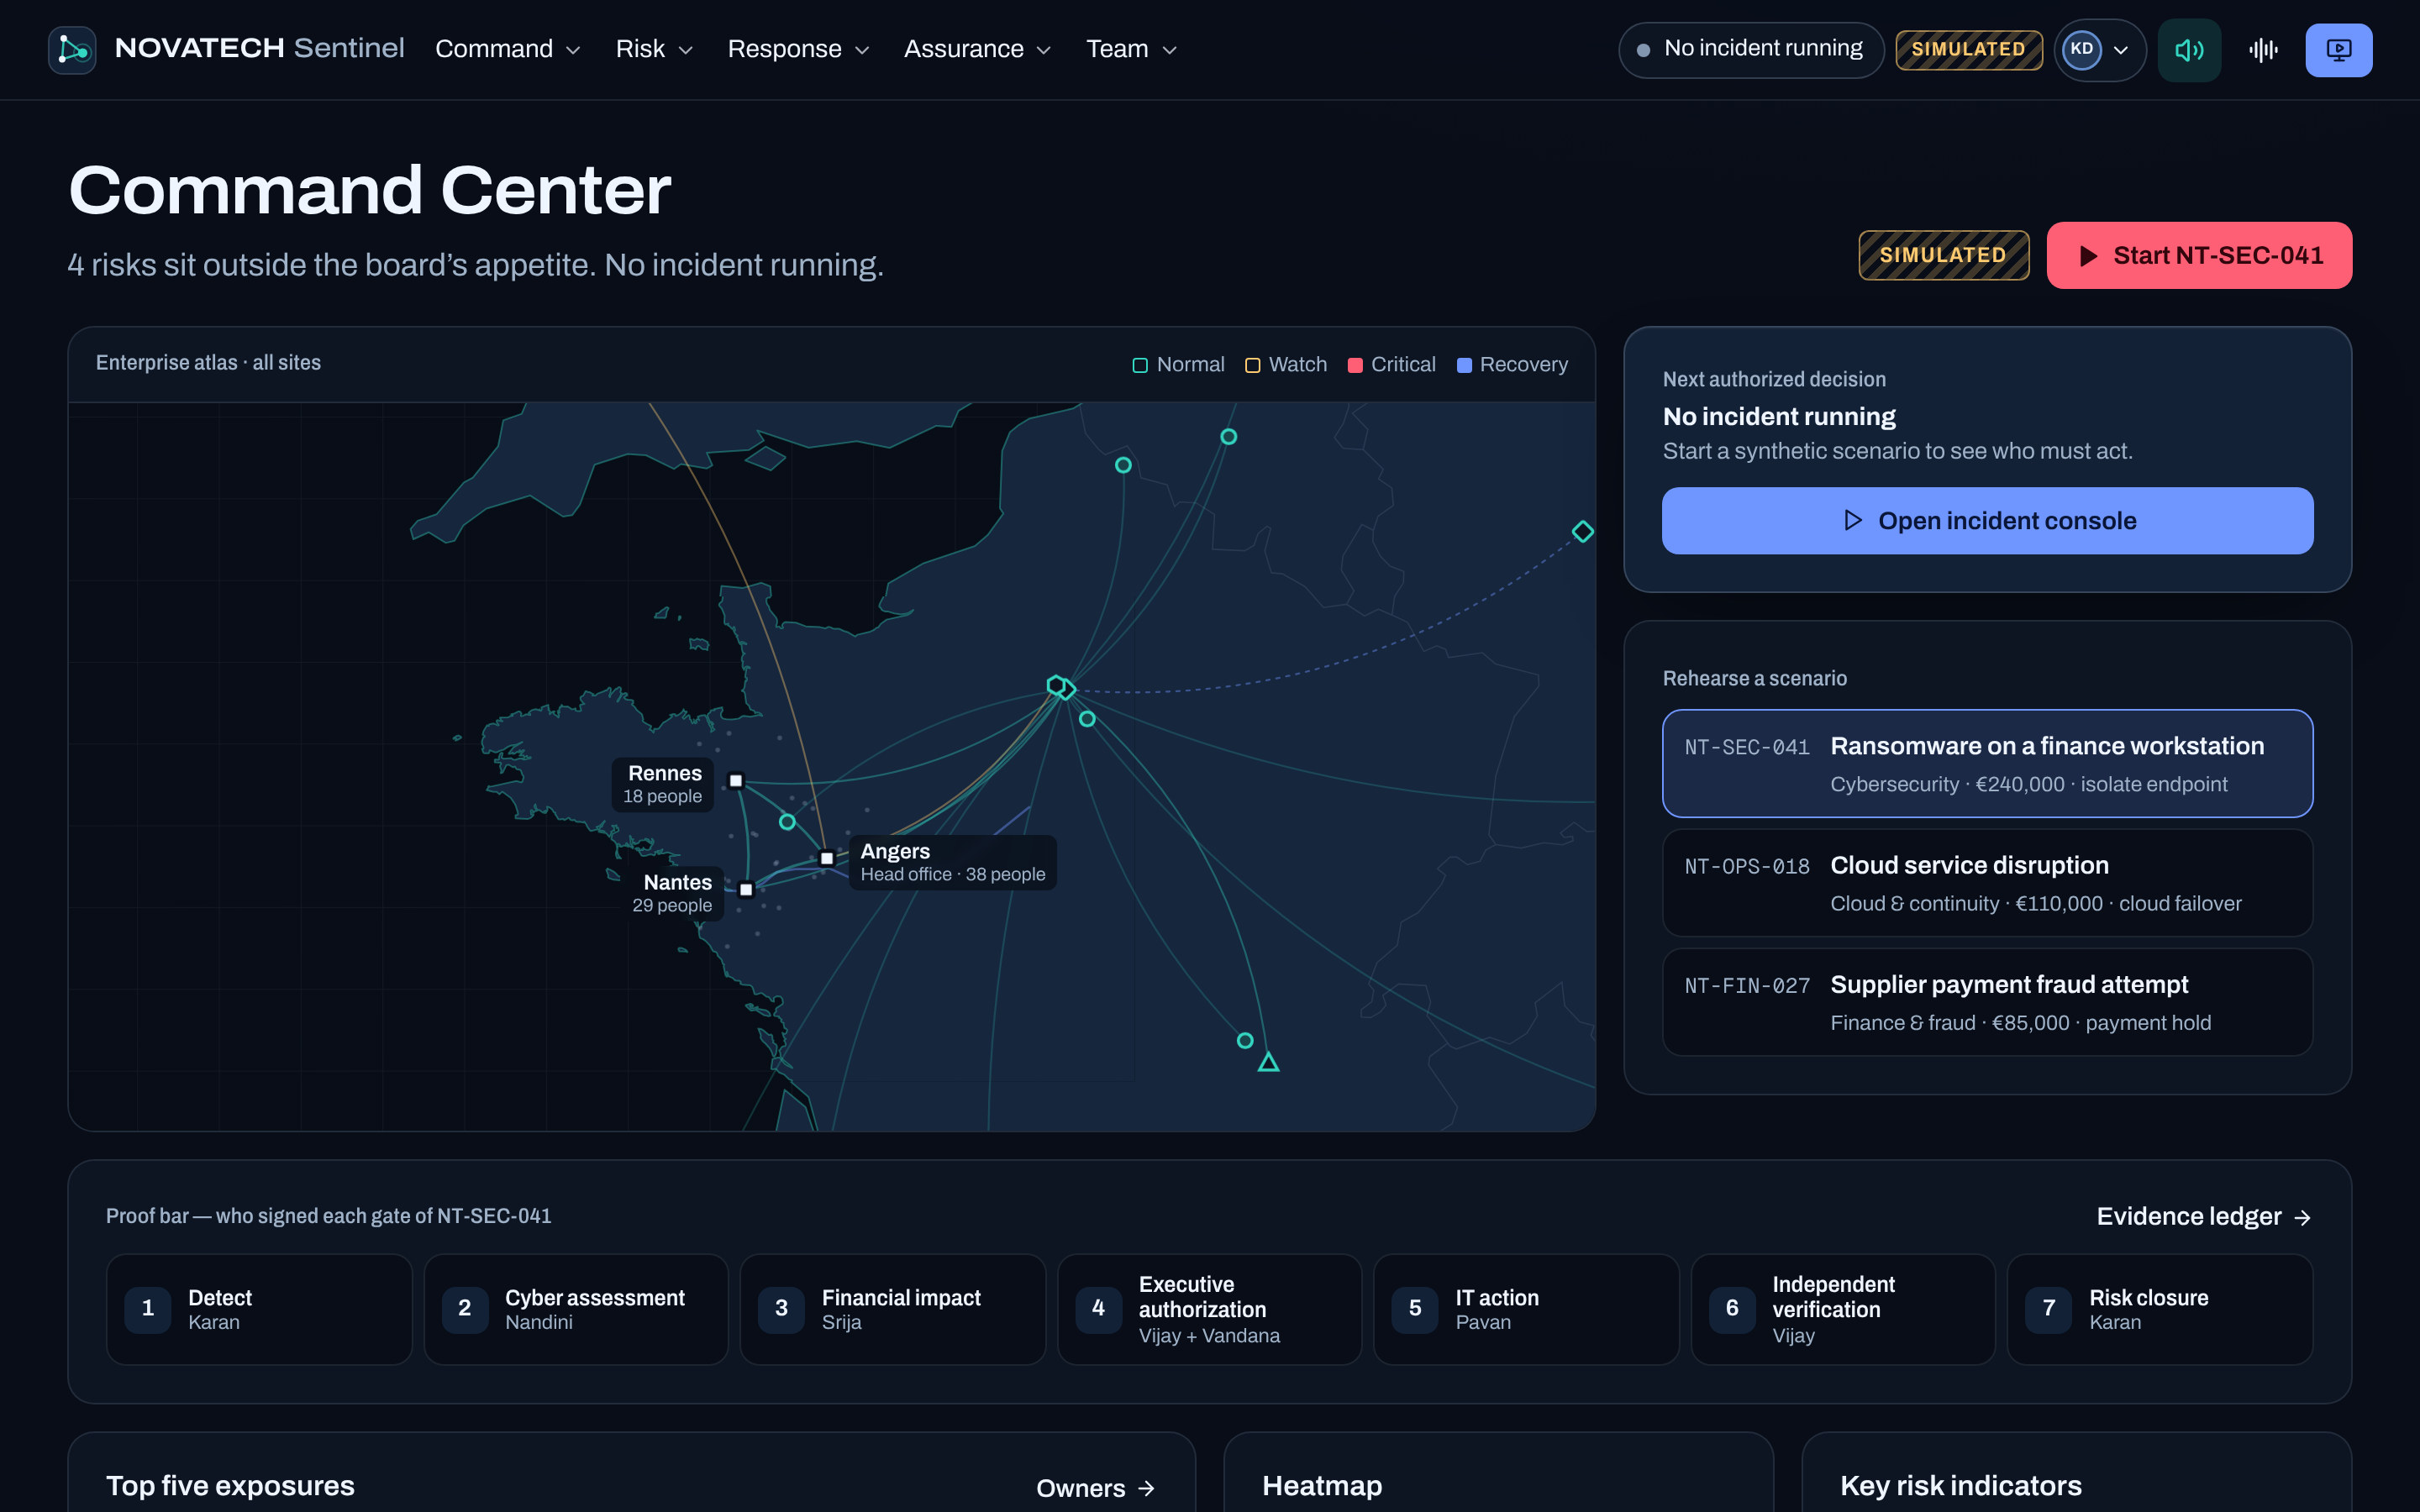 NOVATECH Sentinel
Command
Risk
Response
Assurance
Team
No incident running
SIMULATED
KD
Command Center
4 risks sit outside the board’s appetite. No incident running.
SIMULATED
Start NT-SEC-041
Enterprise atlas · all sites
Normal
Watch
Critical
Recovery
Rennes
18 people
Angers
Head office · 38 people
Nantes
29 people
Next authorized decision
No incident running
Start a synthetic scenario to see who must act.
Open incident console
Rehearse a scenario
NT-SEC-041 Ransomware on a finance workstation
Cybersecurity · €240,000 · isolate endpoint
NT-OPS-018 Cloud service disruption
Cloud & continuity · €110,000 · cloud failover
NT-FIN-027 Supplier payment fraud attempt
Finance & fraud · €85,000 · payment hold
Proof bar — who signed each gate of NT-SEC-041
Evidence ledger →
1 Detect
Karan
2 Cyber assessment
Nandini
3 Financial impact
Srija
4 Executive
authorization
Vijay + Vandana
5 IT action
Pavan
6 Independent
verification
Vijay
7 Risk closure
Karan
Top five exposures
Owners →
Heatmap
Key risk indicators